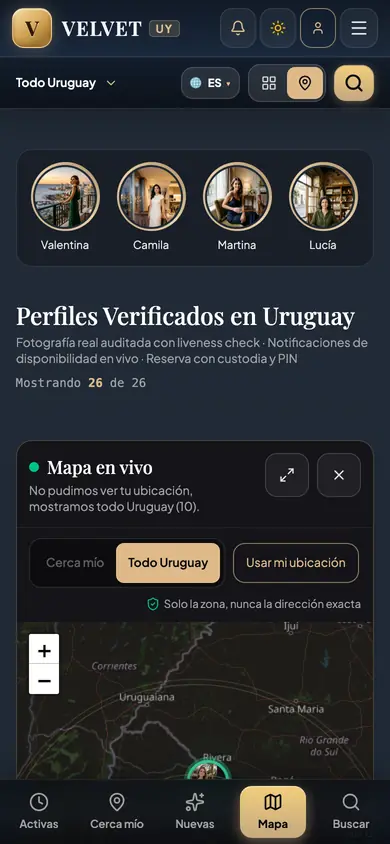 V VELVET UY
Todo Uruguay ES
Valentina Camila Martina Lucía
Perfiles Verificados en Uruguay
Fotografía real auditada con liveness check · Notificaciones de
disponibilidad en vivo · Reserva con custodia y PIN
Mostrando 26 de 26
Mapa en vivo
No pudimos ver tu ubicación,
mostramos todo Uruguay (10).
Cerca mío Todo Uruguay Usar mi ubicación
Solo la zona, nunca la dirección exacta
+
−
Ijuí
Corrientes
Uruguaiana
Santa Maria
Rio Grande
do Sul
Rivera
Activas Cerca mío Nuevas Mapa Buscar